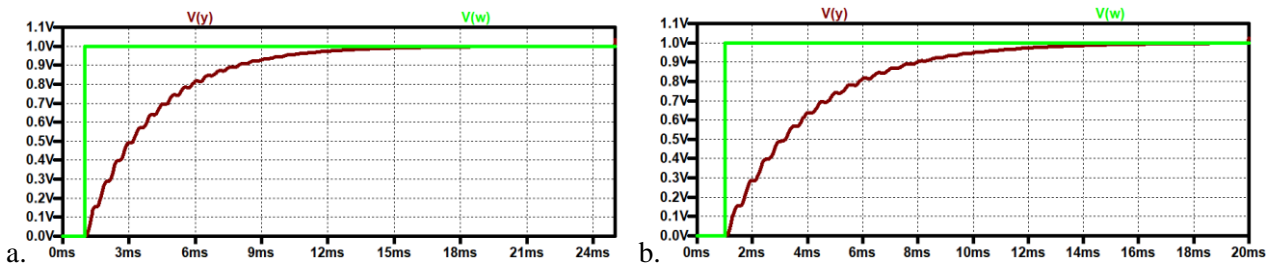 V(y) V(w)
1.1V
1.0V
0.9V
0.8V
0.7V
0.6V
0.5V
0.4V
0.3V
0.2V
0.1V
0.0V
0ms 3ms 6ms 9ms 12ms 15ms 18ms 21ms 24ms
a.
V(y) V(w)
1.1V
1.0V
0.9V
0.8V
0.7V
0.6V
0.5V
0.4V
0.3V
0.2V
0.1V
0.0V
0ms 2ms 4ms 6ms 8ms 10ms 12ms 14ms 16ms 18ms 20ms
b.